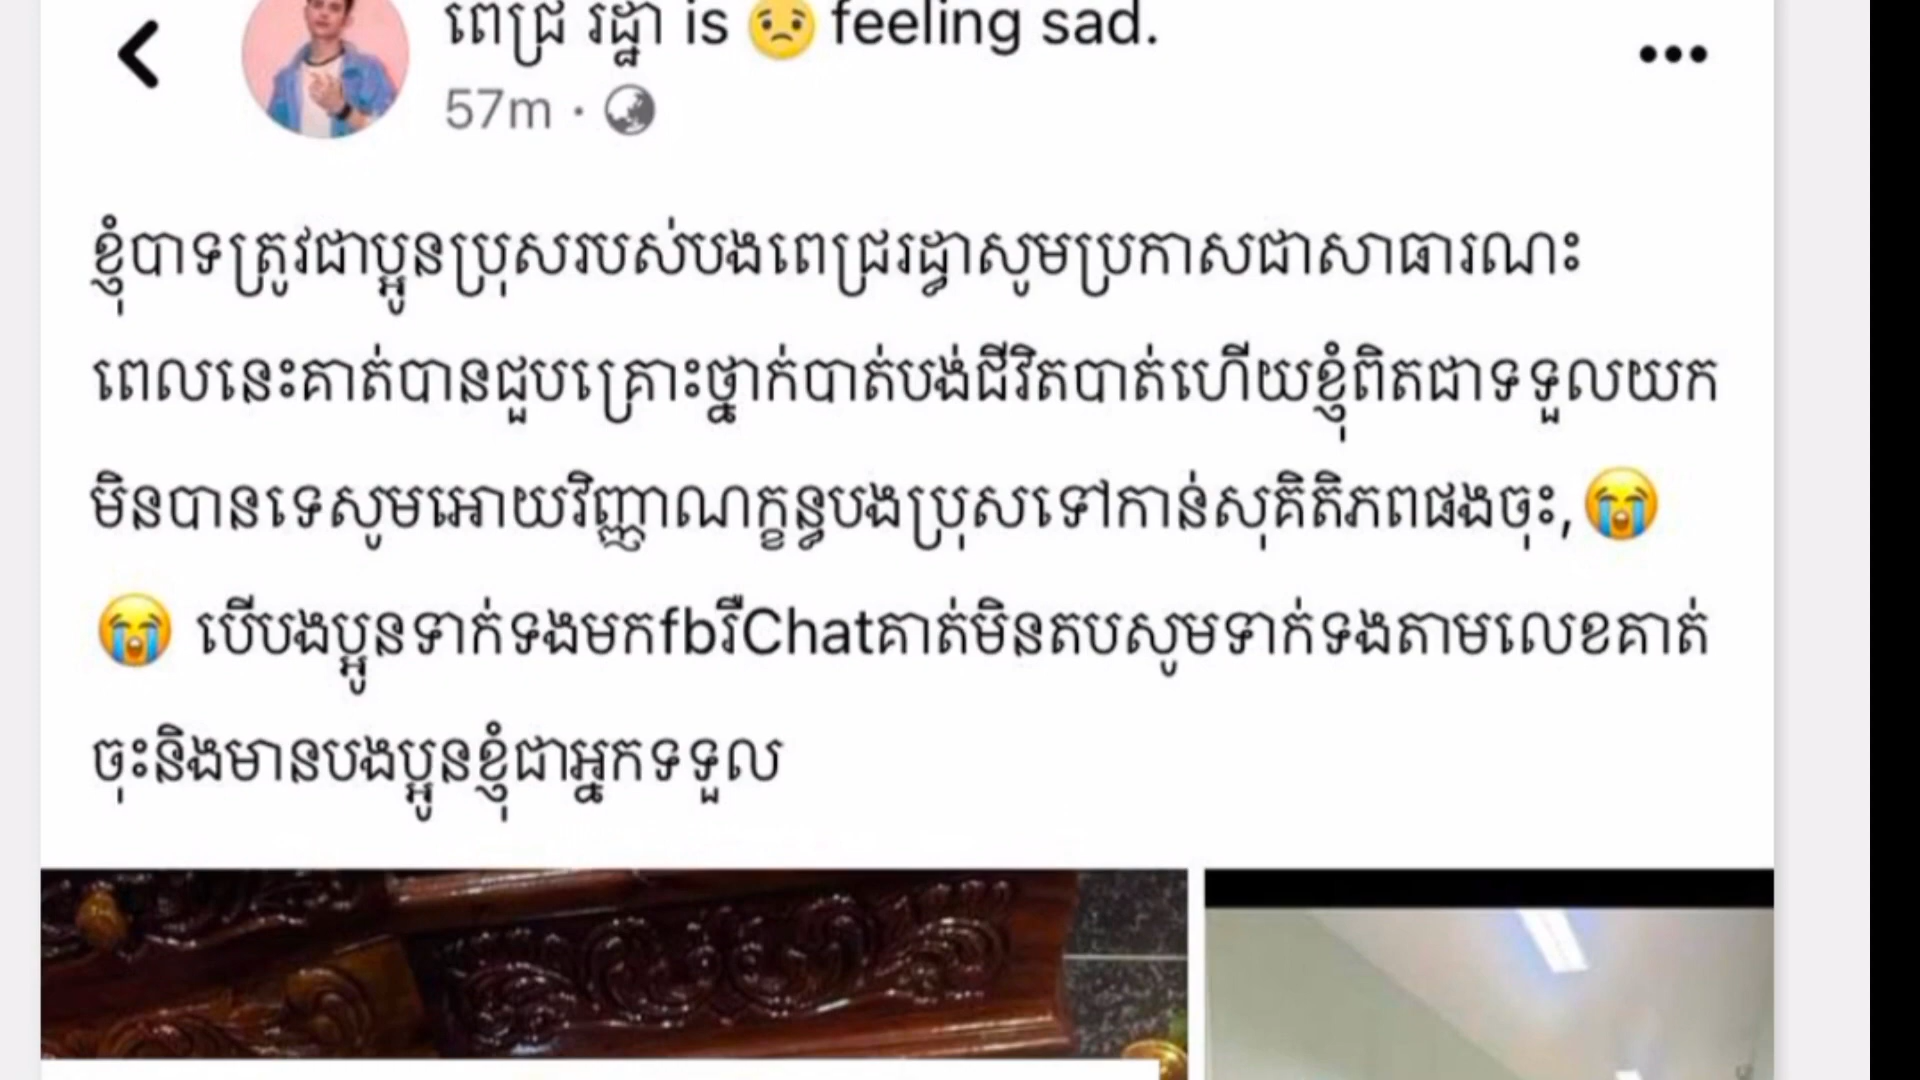 ពេជ្រ រដ្ឋា is 😟 feeling sad.
57m ·
ខ្ញុំបាទត្រូវជាប្អូនប្រុសរបស់បងពេជ្ររដ្ឋាសូមប្រកាសជាសាធារណះ
ពេលនេះគាត់បានជួបគ្រោះថ្នាក់បាត់បង់ជីវិតបាត់ហើយខ្ញុំពិតជាទទួលយក
មិនបានទេសូមអោយវិញ្ញាណក្ខន្ធបងប្រុសទៅកាន់សុគិតិភពផងចុះ,😭
😭 បើបងប្អូនទាក់ទងមកfbរឺChatគាត់មិនតបសូមទាក់ទងតាមលេខគាត់
ចុះនិងមានបងប្អូនខ្ញុំជាអ្នកទទួល